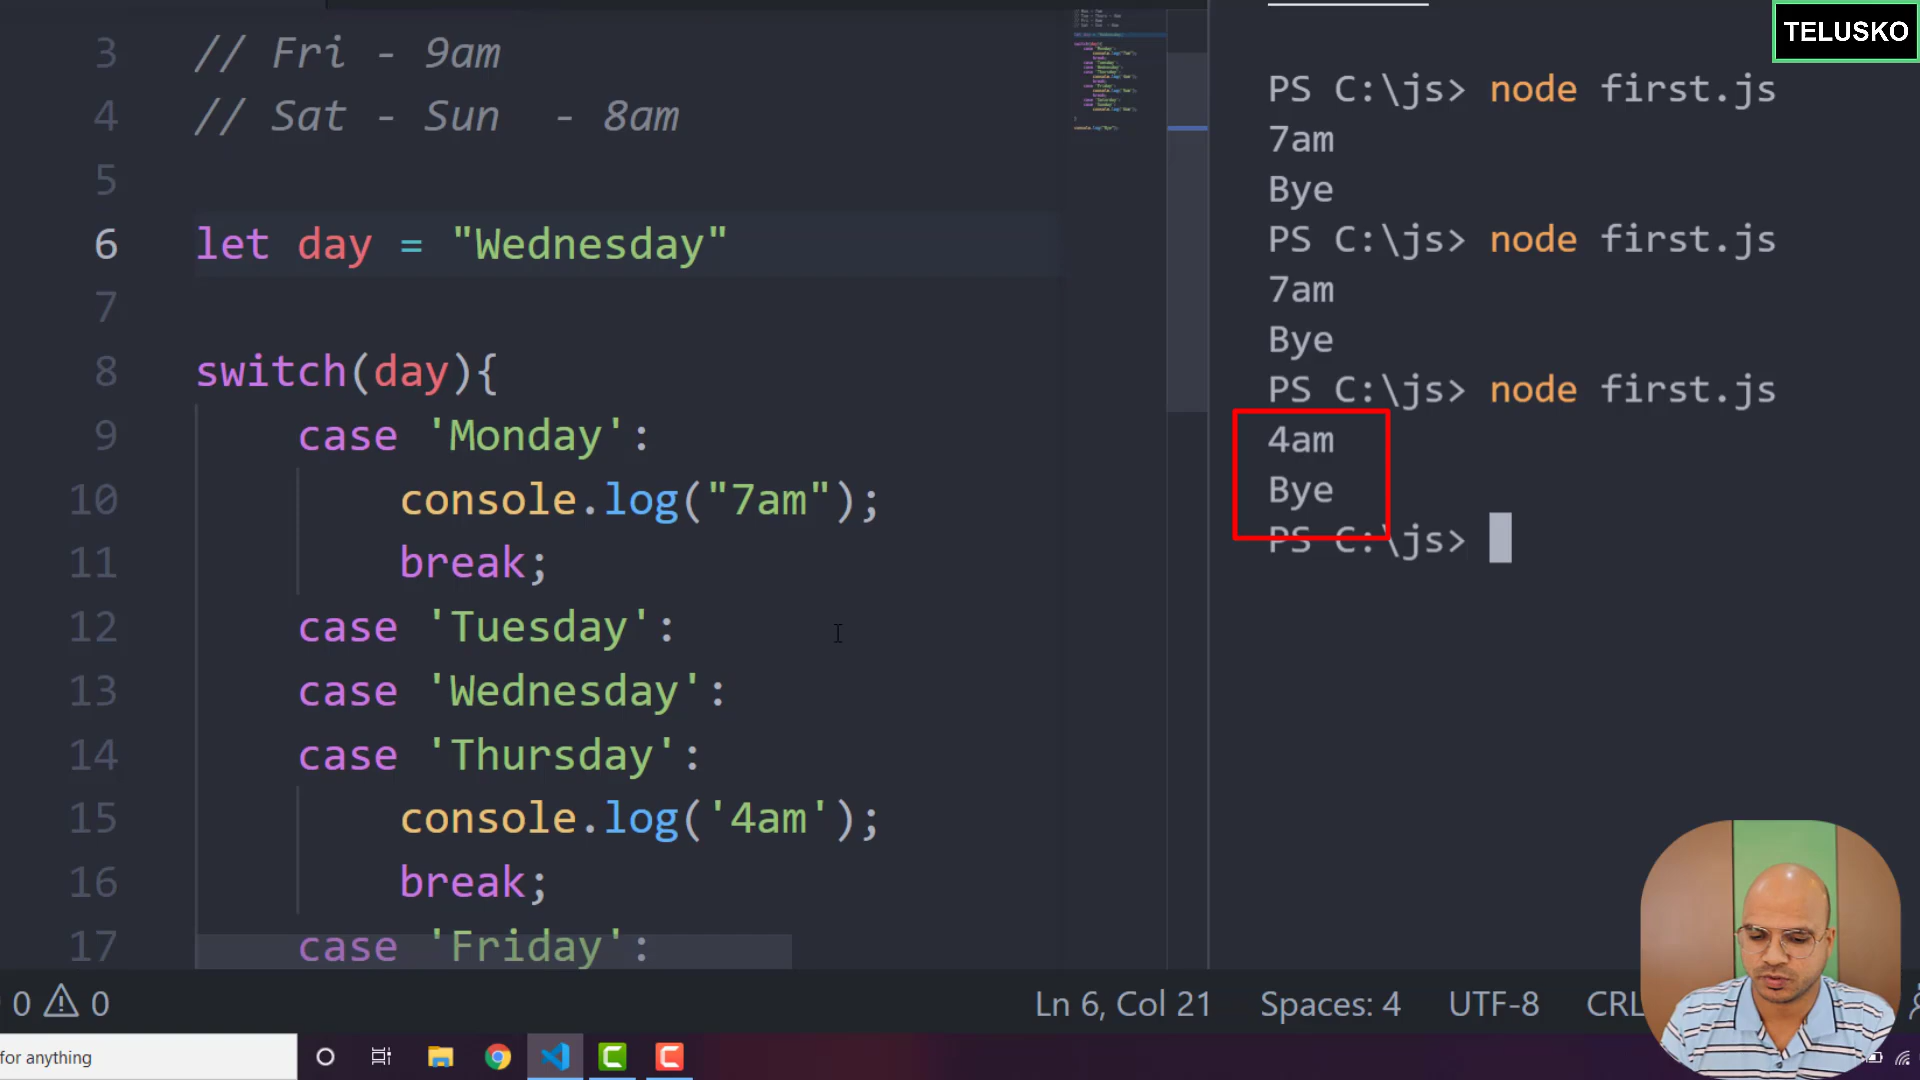 TELUSKO
3 // Fri - 9am
4 // Sat - Sun  - 8am
5
6 let day = "Wednesday"
7
8 switch(day){
9 case 'Monday':
10 console.log("7am");
11 break;
12 case 'Tuesday':
13 case 'Wednesday':
14 case 'Thursday':
15 console.log('4am');
16 break;
17 case 'Friday':
PS C:\js> node first.js
7am
Bye
PS C:\js> node first.js
7am
Bye
PS C:\js> node first.js
4am
Bye
PS C:\js>
0 0 Ln 6, Col 21 Spaces: 4 UTF-8 CRL
for anything